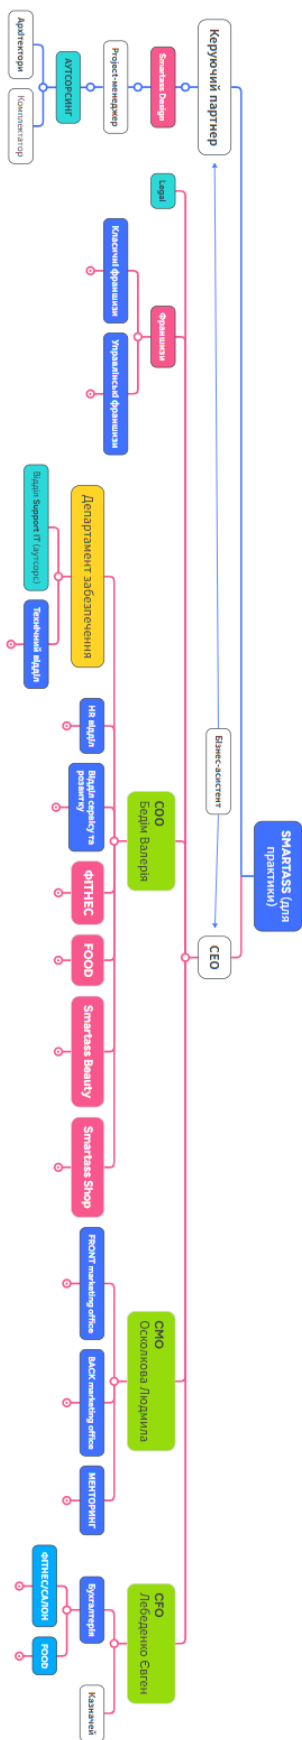 SMARTASS (для
практики)
Керуючий партнер
Бізнес-асистент
CEO
Smartass Design
Project-менеджер
АУТСОРСИНГ
Архітектори
Комплектатор
Legal
Франшизи
Класичні франшизи
Управлінські франшизи
COO
Бедім Валерія
Департамент забезпечення
Відділ Support IT (аутсорс)
Технічний відділ
HR відділ
Відділ сервісу та
розвитку
ФІТНЕС
FOOD
Smartass Beauty
Smartass Shop
CMO
Осколкова Людмила
FRONT marketing office
BACK marketing office
МЕНТОРИНГ
CFO
Лебеденко Євген
Бухгалтерія
ФІТНЕС/САЛОН
FOOD
Казначей